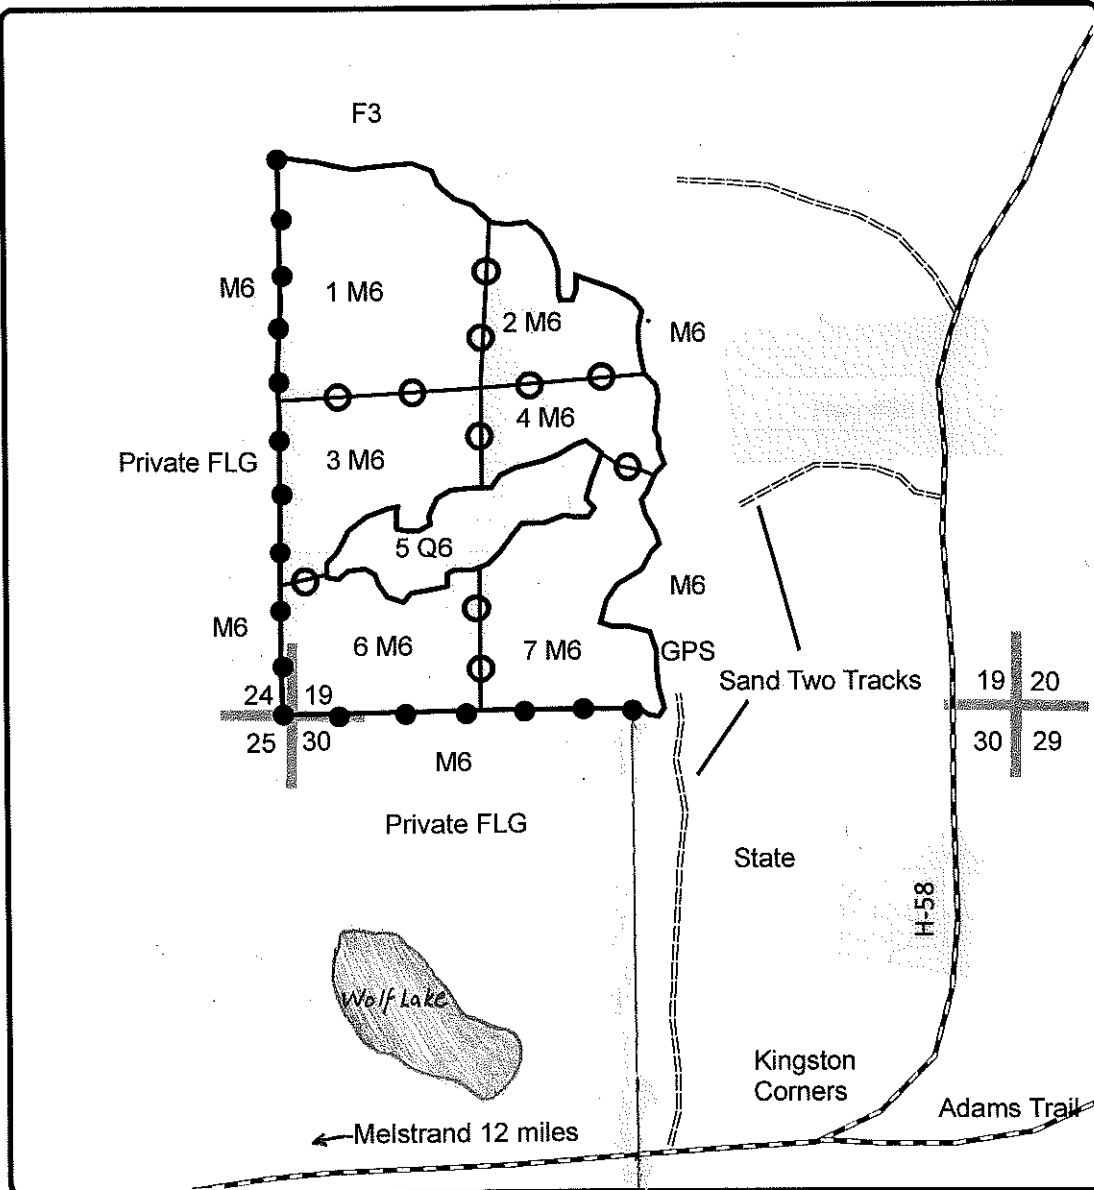 F3
M6
1 M6
2 M6
M6
4 M6
Private FLG
3 M6
5 Q6
M6
M6
6 M6
7 M6
GPS
Sand Two Tracks
24 19
25 30
19 20
30 29
M6
Private FLG
State
H-58
Wolf Lake
Kingston
Corners
Adams Trail
Melstrand 12 miles